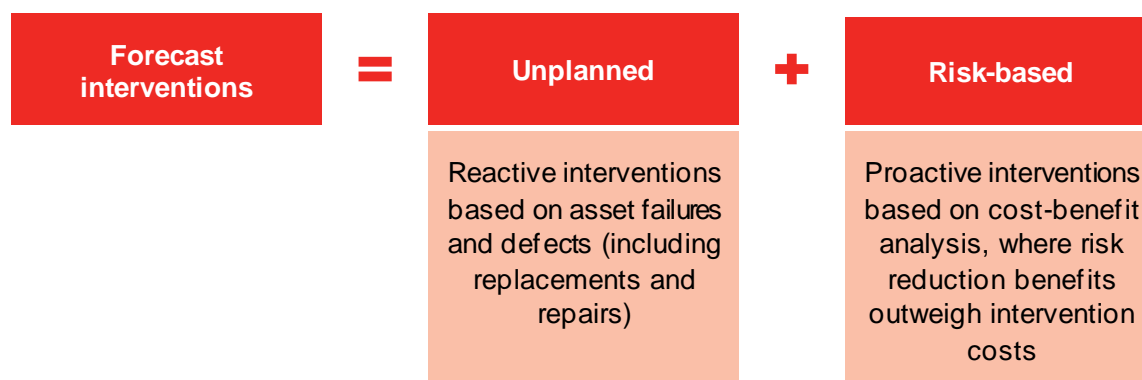 Forecast
interventions
=
Unplanned
+
Risk-based
Reactive interventions
based on asset failures
and defects (including
replacements and
repairs)
Proactive interventions
based on cost-benefit
analysis, where risk
reduction benefits
outweigh intervention
costs